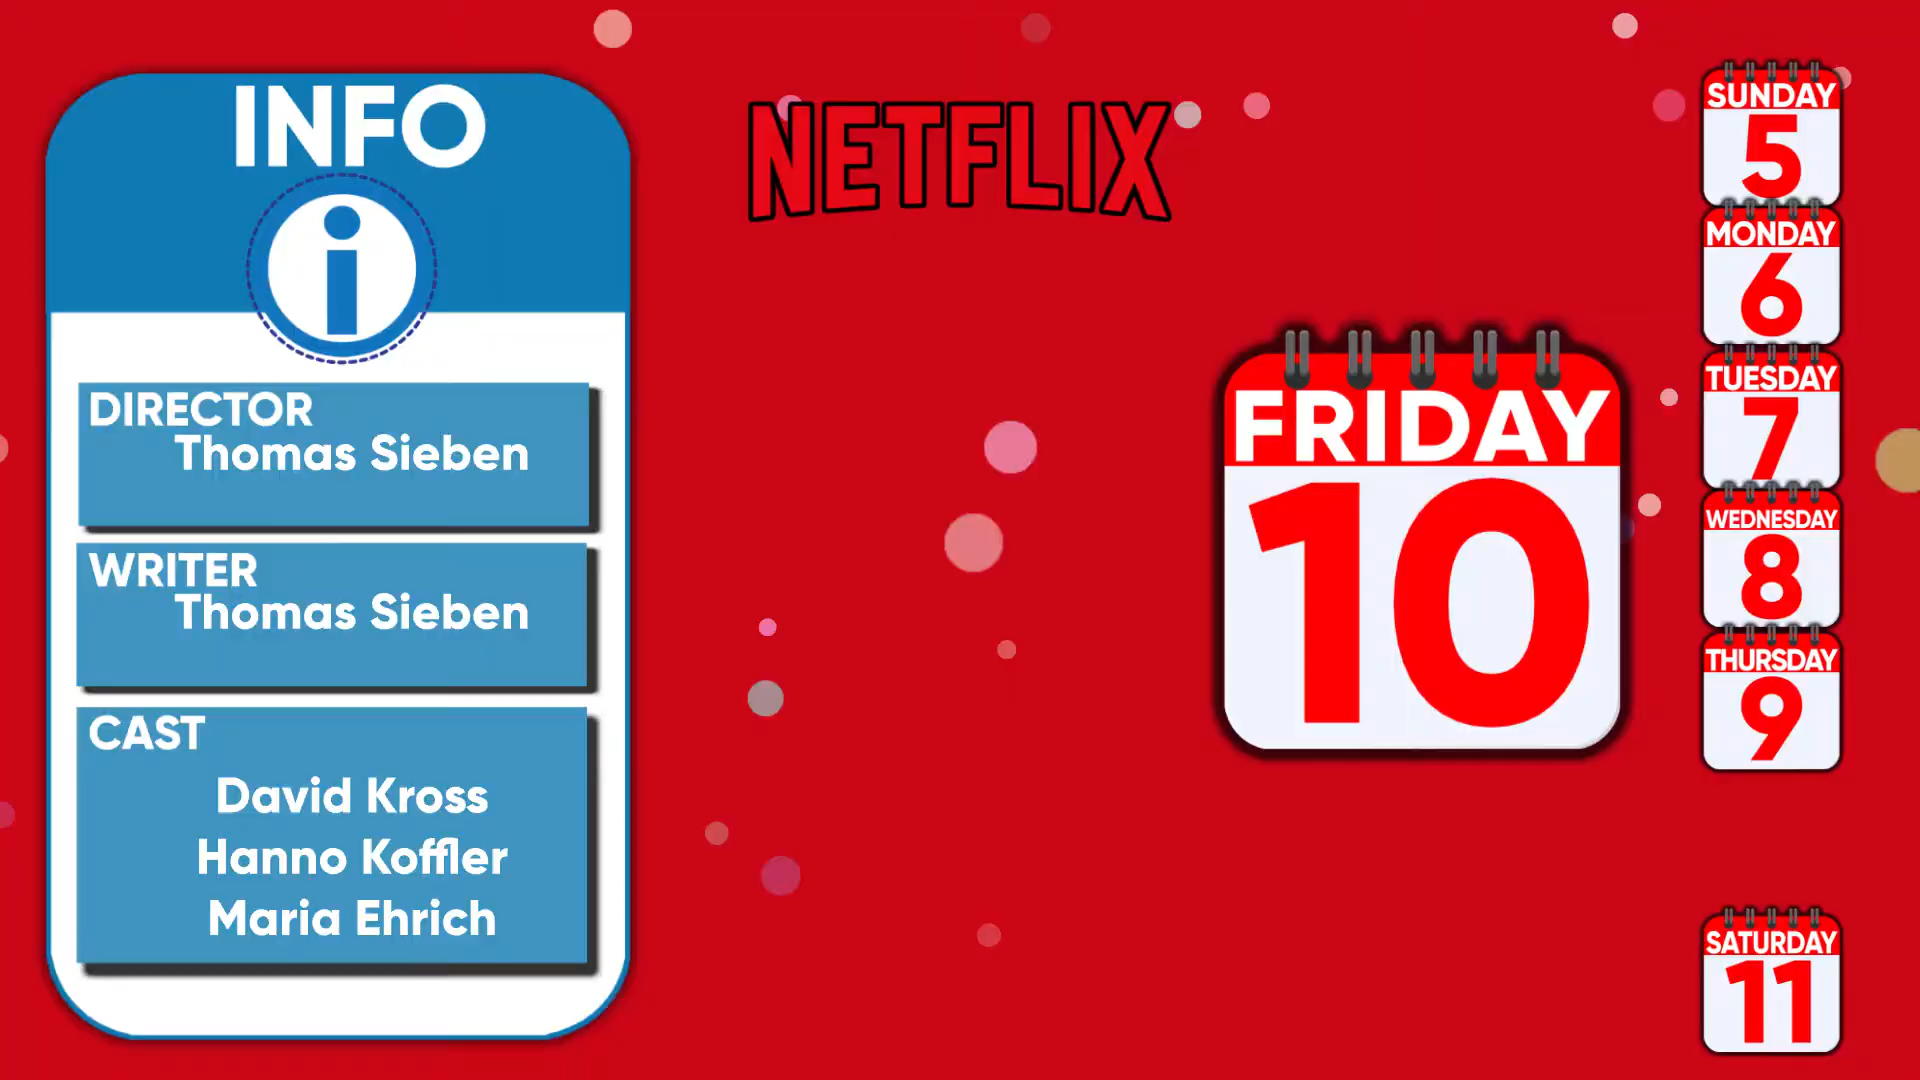 INFO
i
DIRECTOR
Thomas Sieben
WRITER
Thomas Sieben
CAST
David Kross
Hanno Koffler
Maria Ehrich
NETFLIX
FRIDAY
10
SUNDAY
5
MONDAY
6
TUESDAY
7
WEDNESDAY
8
THURSDAY
9
SATURDAY
11